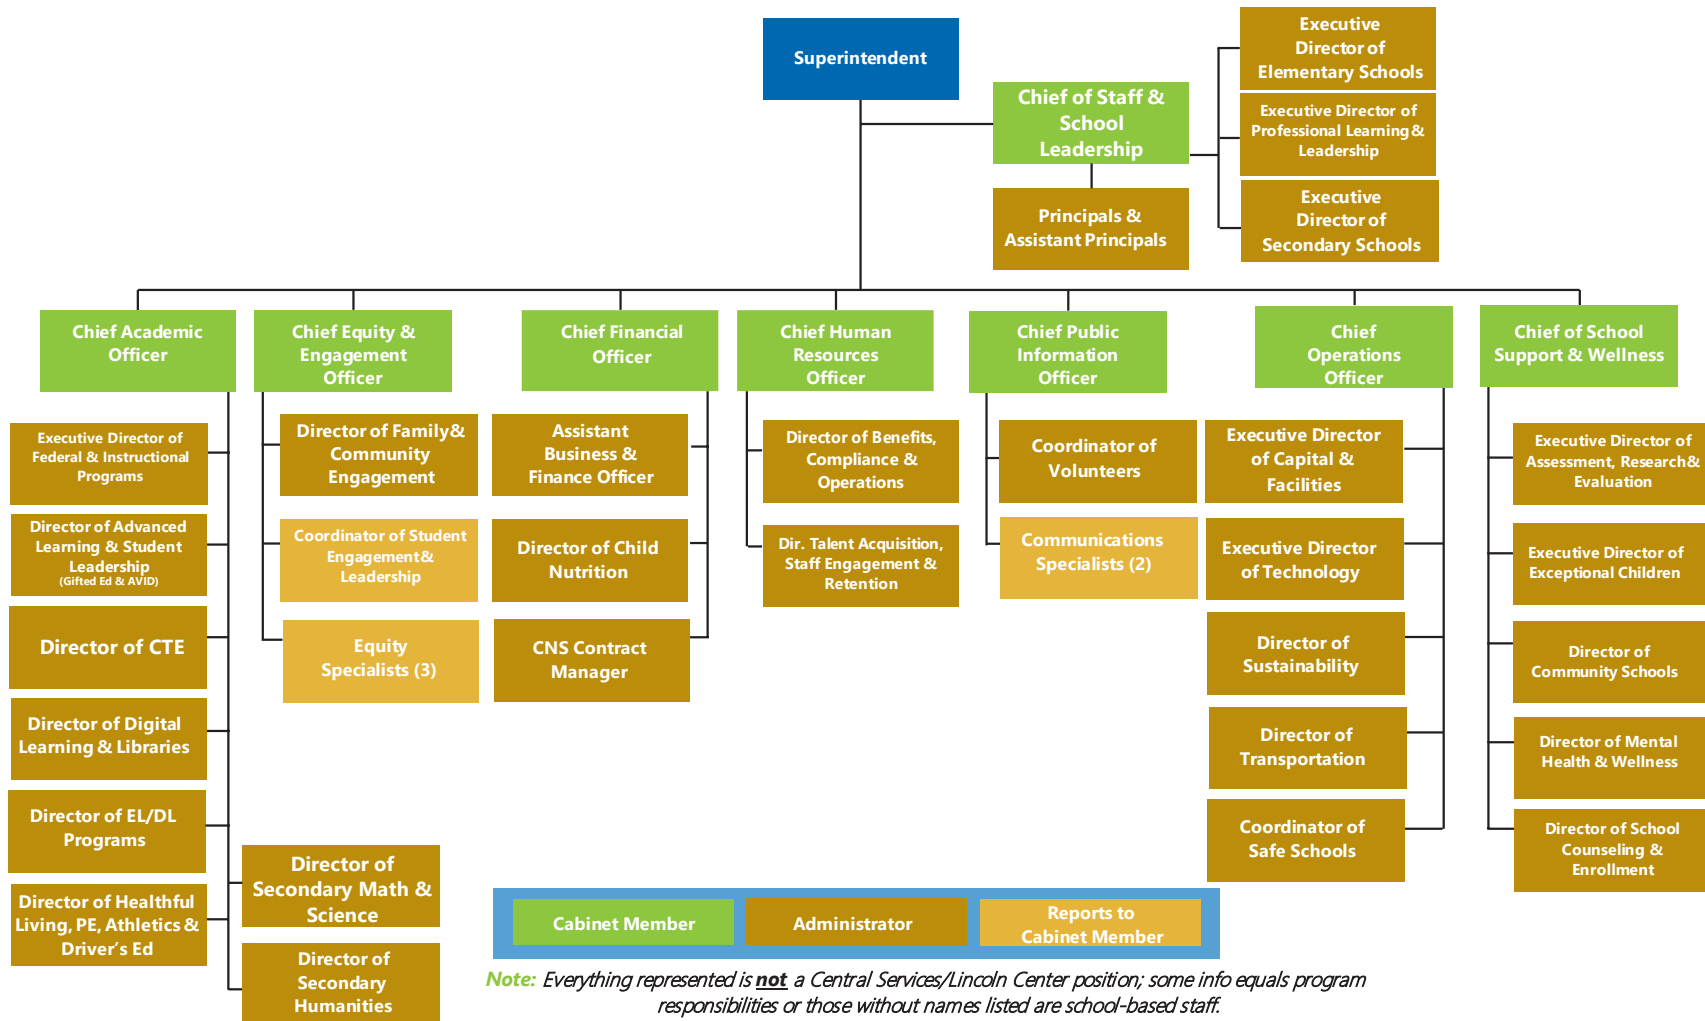 Superintendent
Chief of Staff &
School
Leadership
Principals &
Assistant Principals
Executive
Director of
Elementary Schools
Executive Director of
Professional Learning&
Leadership
Executive
Director of
Secondary Schools
Chief Academic
Officer
Executive Director of
Federal & Instructional
Programs
Director of Advanced
Learning & Student
Leadership
(Gifted Ed & AVID)
Director of CTE
Director of Digital
Learning & Libraries
Director of EL/DL
Programs
Director of Healthful
Living, PE, Athletics &
Driver's Ed
Director of
Secondary Math &
Science
Director of
Secondary
Humanities
Chief Equity &
Engagement
Officer
Director of Family&
Community
Engagement
Coordinator of Student
Engagement&
Leadership
Equity
Specialists (3)
Chief Financial
Officer
Assistant
Business &
Finance Officer
Director of Child
Nutrition
CNS Contract
Manager
Chief Human
Resources
Officer
Director of Benefits,
Compliance &
Operations
Dir. Talent Acquisition,
Staff Engagement &
Retention
Chief Public
Information
Officer
Coordinator of
Volunteers
Communications
Specialists (2)
Chief
Operations
Officer
Executive Director
of Capital &
Facilities
Executive Director
of Technology
Director of
Sustainability
Director of
Transportation
Coordinator of
Safe Schools
Chief of School
Support & Wellness
Executive Director of
Assessment, Research&
Evaluation
Executive Director of
Exceptional Children
Director of
Community Schools
Director of Mental
Health & Wellness
Director of School
Counseling &
Enrollment
Cabinet Member
Administrator
Reports to
Cabinet Member
Note: Everything represented is not a Central Services/Lincoln Center position; some info equals program
responsibilities or those without names listed are school-based staff.